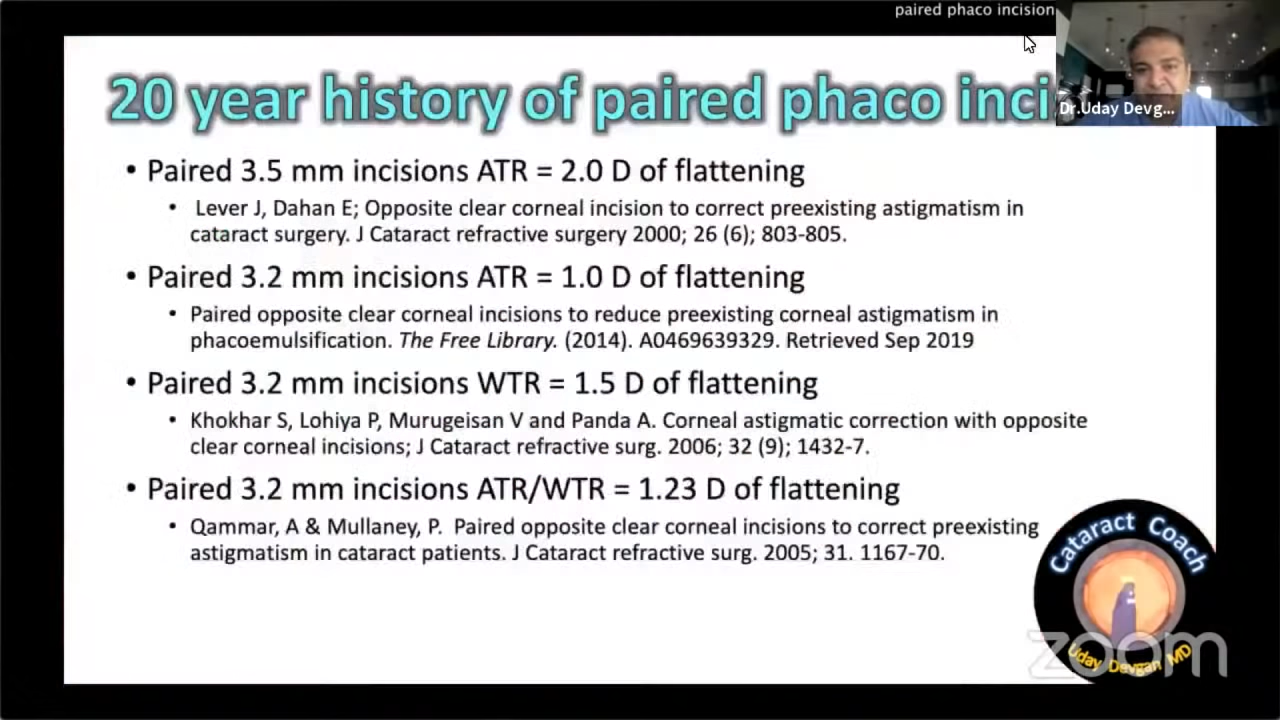 paired phaco incision
20 year history of paired phaco inci
Dr.Uday Devg...
• Paired 3.5 mm incisions ATR = 2.0 D of flattening
• Lever J, Dahan E; Opposite clear corneal incision to correct preexisting astigmatism in
cataract surgery. J Cataract refractive surgery 2000; 26 (6); 803-805.
• Paired 3.2 mm incisions ATR = 1.0 D of flattening
• Paired opposite clear corneal incisions to reduce preexisting corneal astigmatism in
phacoemulsification. The Free Library. (2014). A0469639329. Retrieved Sep 2019
• Paired 3.2 mm incisions WTR = 1.5 D of flattening
• Khokhar S, Lohiya P, Murugeisan V and Panda A. Corneal astigmatic correction with opposite
clear corneal incisions; J Cataract refractive surg. 2006; 32 (9); 1432-7.
• Paired 3.2 mm incisions ATR/WTR = 1.23 D of flattening
• Qammar, A & Mullaney, P. Paired opposite clear corneal incisions to correct preexisting
astigmatism in cataract patients. J Cataract refractive surg. 2005; 31. 1167-70.
Cataract Coach
zoom
Uday Devgan MD